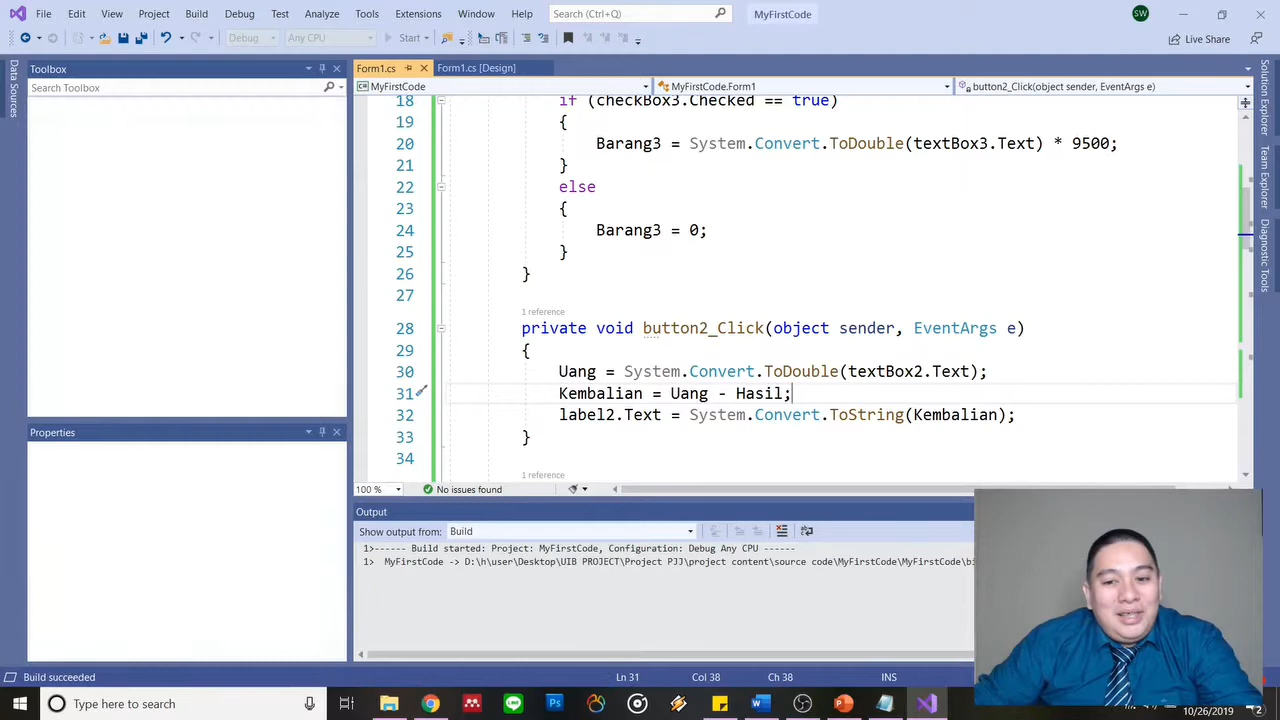 File Edit View Project Build Debug Test Analyze Tools Extensions Window Help Search (Ctrl+Q) MyFirstCode SW
Debug Any CPU Start Live Share
Data Sources
Toolbox
Search Toolbox
Form1.cs Form1.cs [Design]
MyFirstCode MyFirstCode.Form1 button2_Click(object sender, EventArgs e)
18 if (checkBox3.Checked == true)
19 {
20 Barang3 = System.Convert.ToDouble(textBox3.Text) * 9500;
21 }
22 else
23 {
24 Barang3 = 0;
25 }
26 }
27
1 reference
28 private void button2_Click(object sender, EventArgs e)
29 {
30 Uang = System.Convert.ToDouble(textBox2.Text);
31 Kembalian = Uang - Hasil;
32 label2.Text = System.Convert.ToString(Kembalian);
33 }
34
1 reference
100 % No issues found
Solution Explorer
Team Explorer
Diagnostic Tools
Properties
Output
Show output from: Build
1>------ Build started: Project: MyFirstCode, Configuration: Debug Any CPU ------
1> MyFirstCode -> D:\h\user\Desktop\UIB PROJECT\Project PJJ\project content\source code\MyFirstCode\MyFirstCode\bi
Build succeeded Ln 31 Col 38 Ch 38 INS
Type here to search
10/26/2019